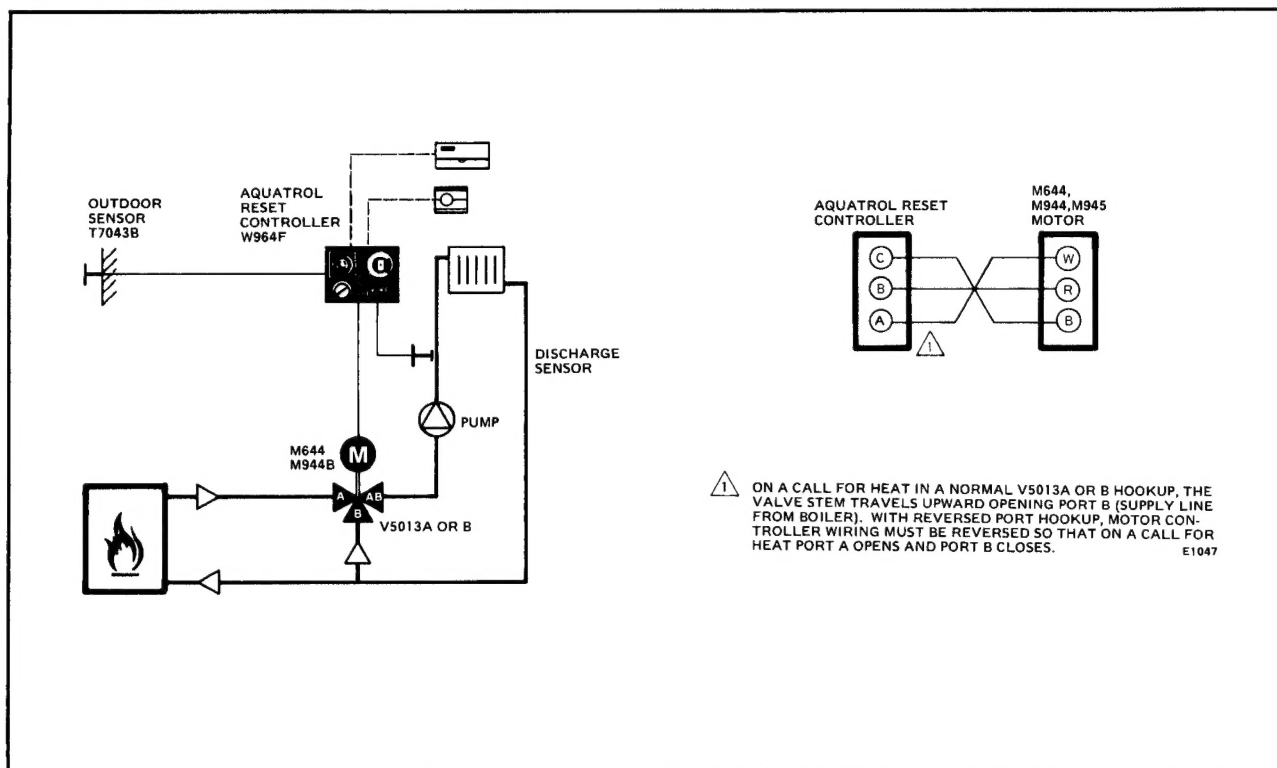 OUTDOOR
SENSOR
T7043B
AQUATROL
RESET
CONTROLLER
W964F
DISCHARGE
SENSOR
PUMP
M644
M944B
M
A
AB
B
V5013A OR B
AQUATROL RESET
CONTROLLER
M644,
M944,M945
MOTOR
C
W
B
R
A
B
1
1 ON A CALL FOR HEAT IN A NORMAL V5013A OR B HOOKUP, THE
VALVE STEM TRAVELS UPWARD OPENING PORT B (SUPPLY LINE
FROM BOILER). WITH REVERSED PORT HOOKUP, MOTOR CON-
TROLLER WIRING MUST BE REVERSED SO THAT ON A CALL FOR
HEAT PORT A OPENS AND PORT B CLOSES.
E1047